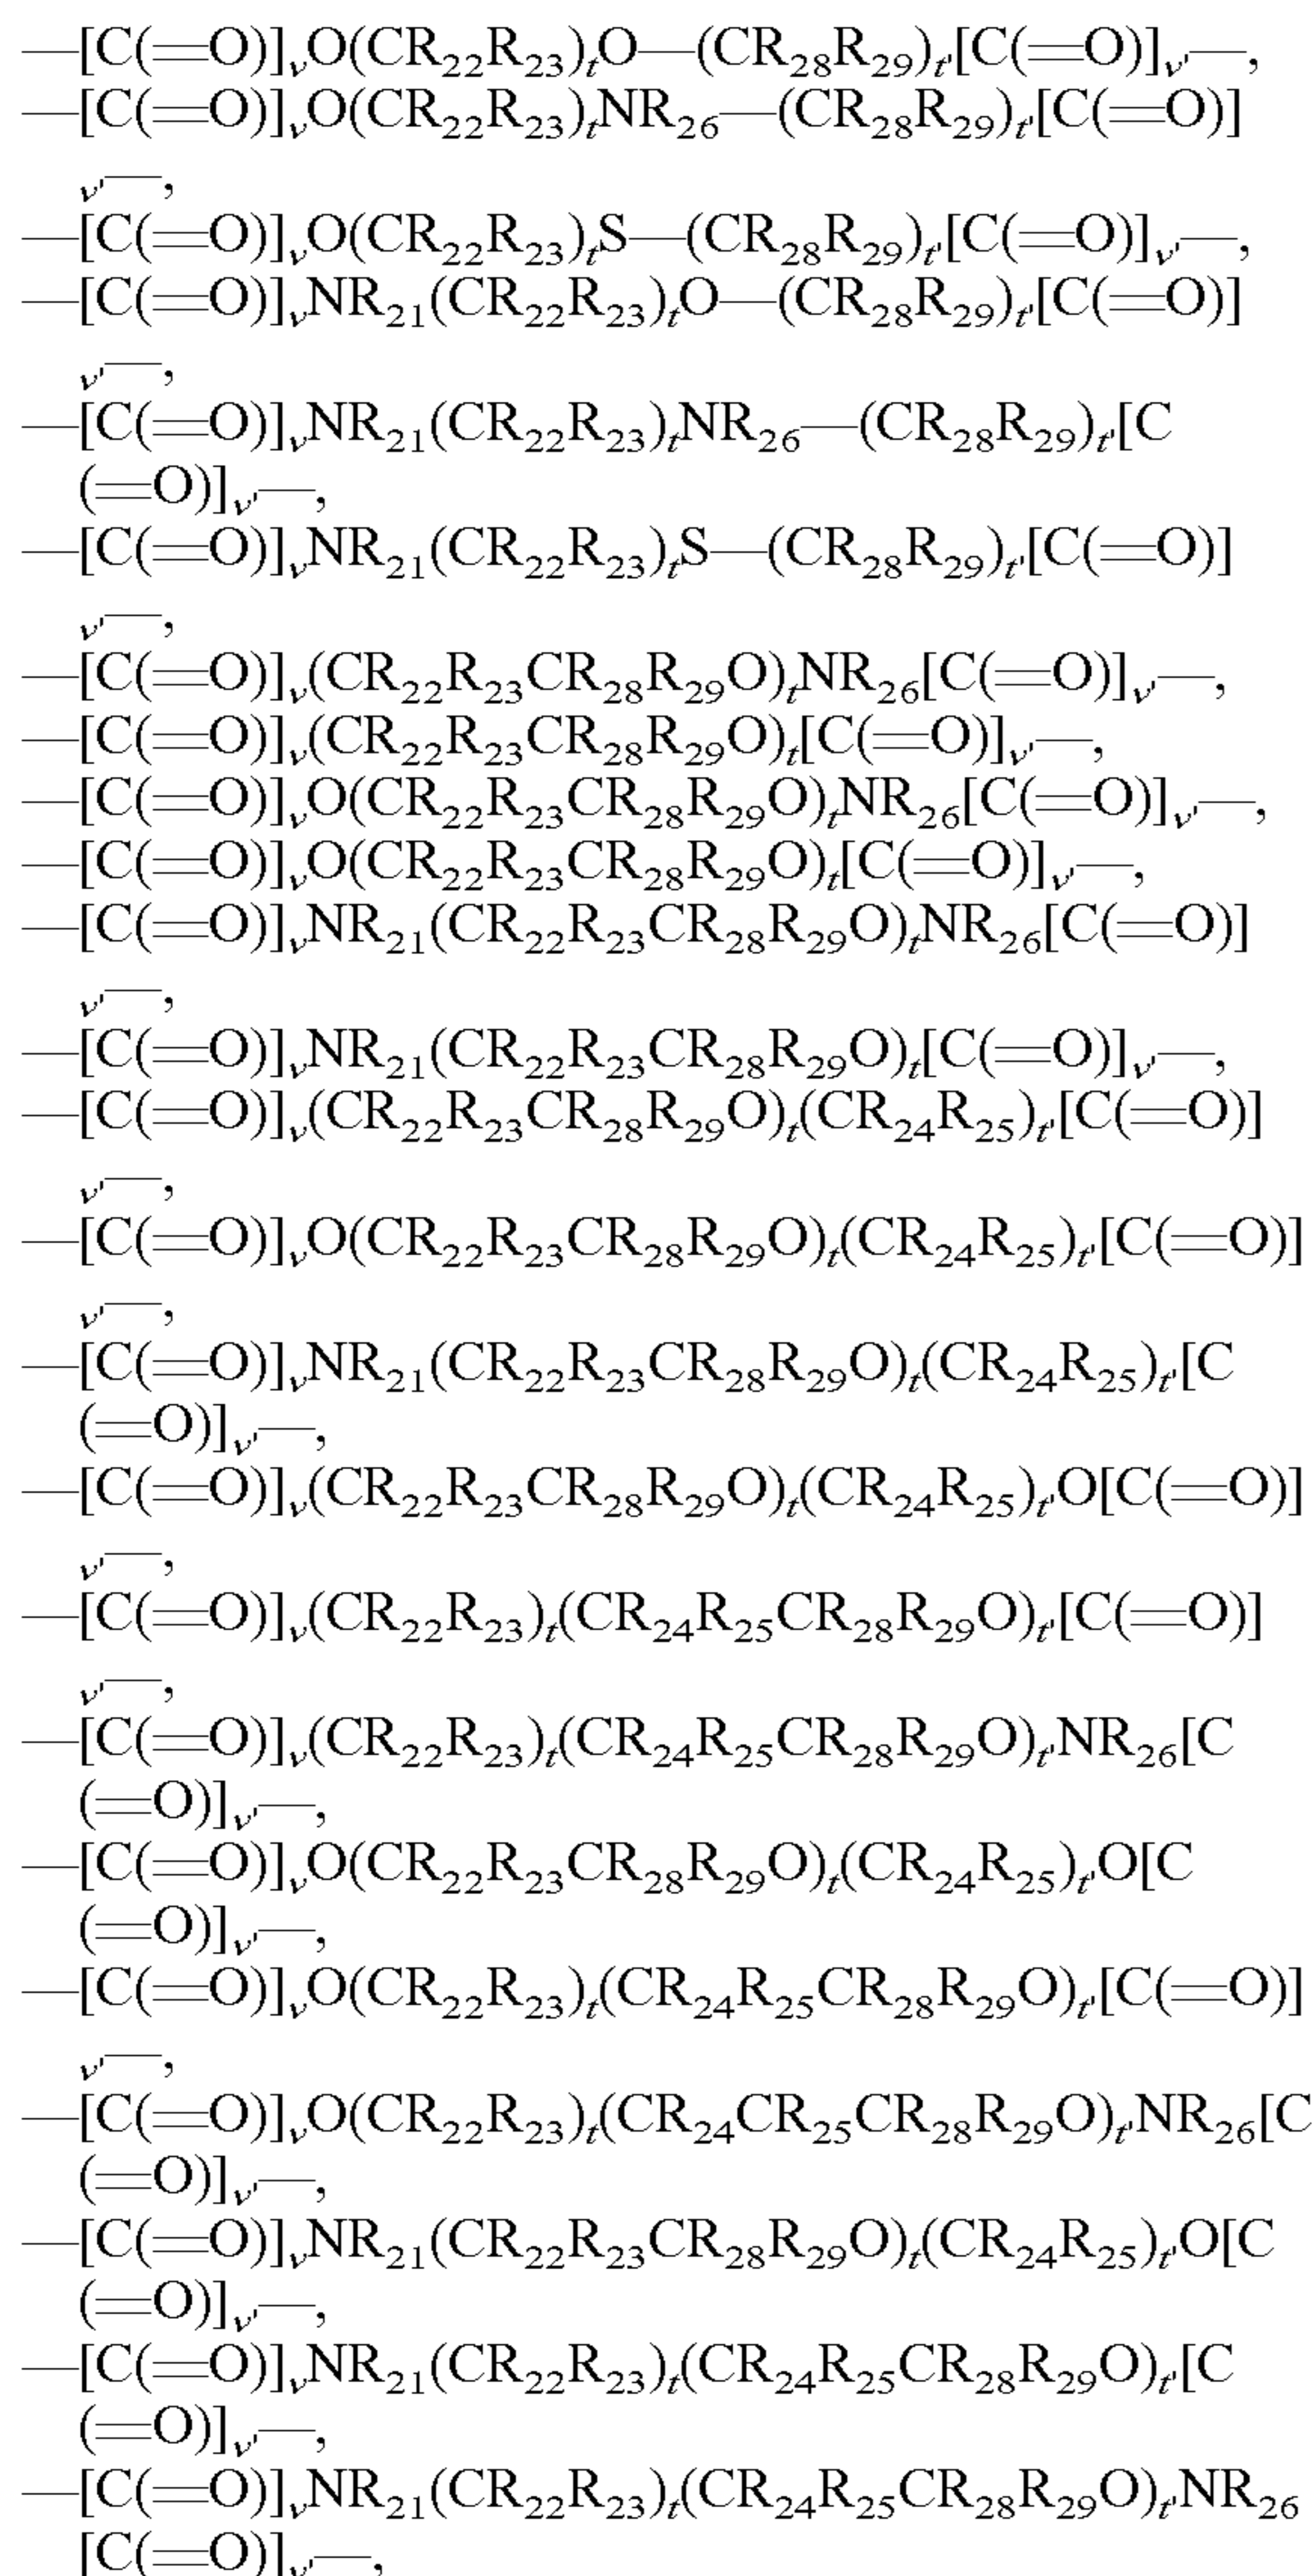 —[C(=O)]ᵥO(CR₂₂R₂₃)ₜO—(CR₂₈R₂₉)ₜ'[C(=O)]ᵥ'—,
—[C(=O)]ᵥO(CR₂₂R₂₃)ₜNR₂₆—(CR₂₈R₂₉)ₜ'[C(=O)]
ᵥ'—,
—[C(=O)]ᵥO(CR₂₂R₂₃)ₜS—(CR₂₈R₂₉)ₜ'[C(=O)]ᵥ'—,
—[C(=O)]ᵥNR₂₁(CR₂₂R₂₃)ₜO—(CR₂₈R₂₉)ₜ'[C(=O)]
ᵥ'—,
—[C(=O)]ᵥNR₂₁(CR₂₂R₂₃)ₜNR₂₆—(CR₂₈R₂₉)ₜ'[C
(=O)]ᵥ'—,
—[C(=O)]ᵥNR₂₁(CR₂₂R₂₃)ₜS—(CR₂₈R₂₉)ₜ'[C(=O)]
ᵥ'—,
—[C(=O)]ᵥ(CR₂₂R₂₃CR₂₈R₂₉O)ₜNR₂₆[C(=O)]ᵥ'—,
—[C(=O)]ᵥ(CR₂₂R₂₃CR₂₈R₂₉O)ₜ[C(=O)]ᵥ'—,
—[C(=O)]ᵥO(CR₂₂R₂₃CR₂₈R₂₉O)ₜNR₂₆[C(=O)]ᵥ'—,
—[C(=O)]ᵥO(CR₂₂R₂₃CR₂₈R₂₉O)ₜ[C(=O)]ᵥ'—,
—[C(=O)]ᵥNR₂₁(CR₂₂R₂₃CR₂₈R₂₉O)ₜNR₂₆[C(=O)]
ᵥ'—,
—[C(=O)]ᵥNR₂₁(CR₂₂R₂₃CR₂₈R₂₉O)ₜ[C(=O)]ᵥ'—,
—[C(=O)]ᵥ(CR₂₂R₂₃CR₂₈R₂₉O)ₜ(CR₂₄R₂₅)ₜ'[C(=O)]
ᵥ'—,
—[C(=O)]ᵥO(CR₂₂R₂₃CR₂₈R₂₉O)ₜ(CR₂₄R₂₅)ₜ'[C(=O)]
ᵥ'—,
—[C(=O)]ᵥNR₂₁(CR₂₂R₂₃CR₂₈R₂₉O)ₜ(CR₂₄R₂₅)ₜ'[C
(=O)]ᵥ'—,
—[C(=O)]ᵥ(CR₂₂R₂₃CR₂₈R₂₉O)ₜ(CR₂₄R₂₅)ₜ'O[C(=O)]
ᵥ'—,
—[C(=O)]ᵥ(CR₂₂R₂₃)ₜ(CR₂₄R₂₅CR₂₈R₂₉O)ₜ'[C(=O)]
ᵥ'—,
—[C(=O)]ᵥ(CR₂₂R₂₃)ₜ(CR₂₄R₂₅CR₂₈R₂₉O)ₜ'NR₂₆[C
(=O)]ᵥ'—,
—[C(=O)]ᵥO(CR₂₂R₂₃CR₂₈R₂₉O)ₜ(CR₂₄R₂₅)ₜ'O[C
(=O)]ᵥ'—,
—[C(=O)]ᵥO(CR₂₂R₂₃)ₜ(CR₂₄R₂₅CR₂₈R₂₉O)ₜ'[C(=O)]
ᵥ'—,
—[C(=O)]ᵥO(CR₂₂R₂₃)ₜ(CR₂₄CR₂₅CR₂₈R₂₉O)ₜ'NR₂₆[C
(=O)]ᵥ'—,
—[C(=O)]ᵥNR₂₁(CR₂₂R₂₃CR₂₈R₂₉O)ₜ(CR₂₄R₂₅)ₜ'O[C
(=O)]ᵥ'—,
—[C(=O)]ᵥNR₂₁(CR₂₂R₂₃)ₜ(CR₂₄R₂₅CR₂₈R₂₉O)ₜ'[C
(=O)]ᵥ'—,
—[C(=O)]ᵥNR₂₁(CR₂₂R₂₃)ₜ(CR₂₄R₂₅CR₂₈R₂₉O)ₜ'NR₂₆
[C(=O)]ᵥ'—,